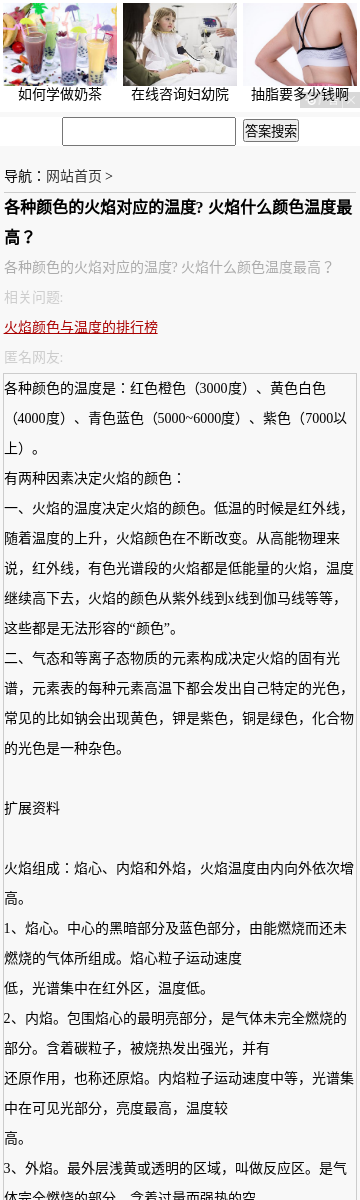 如何学做奶茶 在线咨询妇幼院 抽脂要多少钱啊
答案搜索
导航：网站首页 >
各种颜色的火焰对应的温度? 火焰什么颜色温度最
高？
各种颜色的火焰对应的温度? 火焰什么颜色温度最高？
相关问题:
火焰颜色与温度的排行榜
匿名网友:
各种颜色的温度是：红色橙色（3000度）、黄色白色
（4000度）、青色蓝色（5000~6000度）、紫色（7000以
上）。
有两种因素决定火焰的颜色：
一、火焰的温度决定火焰的颜色。低温的时候是红外线，
随着温度的上升，火焰颜色在不断改变。从高能物理来
说，红外线，有色光谱段的火焰都是低能量的火焰，温度
继续高下去，火焰的颜色从紫外线到x线到伽马线等等，
这些都是无法形容的“颜色”。
二、气态和等离子态物质的元素构成决定火焰的固有光
谱，元素表的每种元素高温下都会发出自己特定的光色，
常见的比如钠会出现黄色，钾是紫色，铜是绿色，化合物
的光色是一种杂色。
扩展资料
火焰组成：焰心、内焰和外焰，火焰温度由内向外依次增
高。
1、焰心。中心的黑暗部分及蓝色部分，由能燃烧而还未
燃烧的气体所组成。焰心粒子运动速度
低，光谱集中在红外区，温度低。
2、内焰。包围焰心的最明亮部分，是气体未完全燃烧的
部分。含着碳粒子，被烧热发出强光，并有
还原作用，也称还原焰。内焰粒子运动速度中等，光谱集
中在可见光部分，亮度最高，温度较
高。
3、外焰。最外层浅黄或透明的区域，叫做反应区。是气
体完全燃烧的部分。含着过量而强热的空